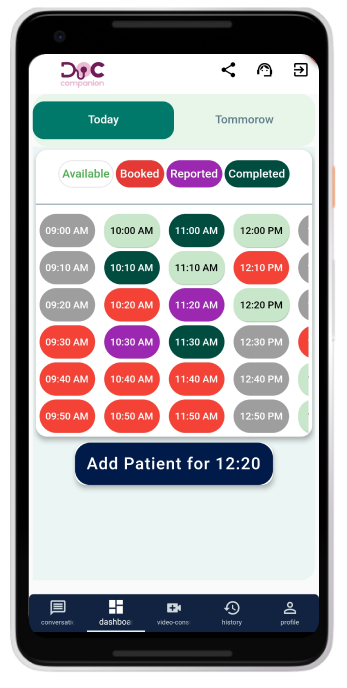 DOC
companion
Today Tommorow
Available Booked Reported Completed
09:00 AM 10:00 AM 11:00 AM 12:00 PM
09:10 AM 10:10 AM 11:10 AM 12:10 PM
09:20 AM 10:20 AM 11:20 AM 12:20 PM
09:30 AM 10:30 AM 11:30 AM 12:30 PM
09:40 AM 10:40 AM 11:40 AM 12:40 PM
09:50 AM 10:50 AM 11:50 AM 12:50 PM
Add Patient for 12:20
conversati dashboa video-cons history profile